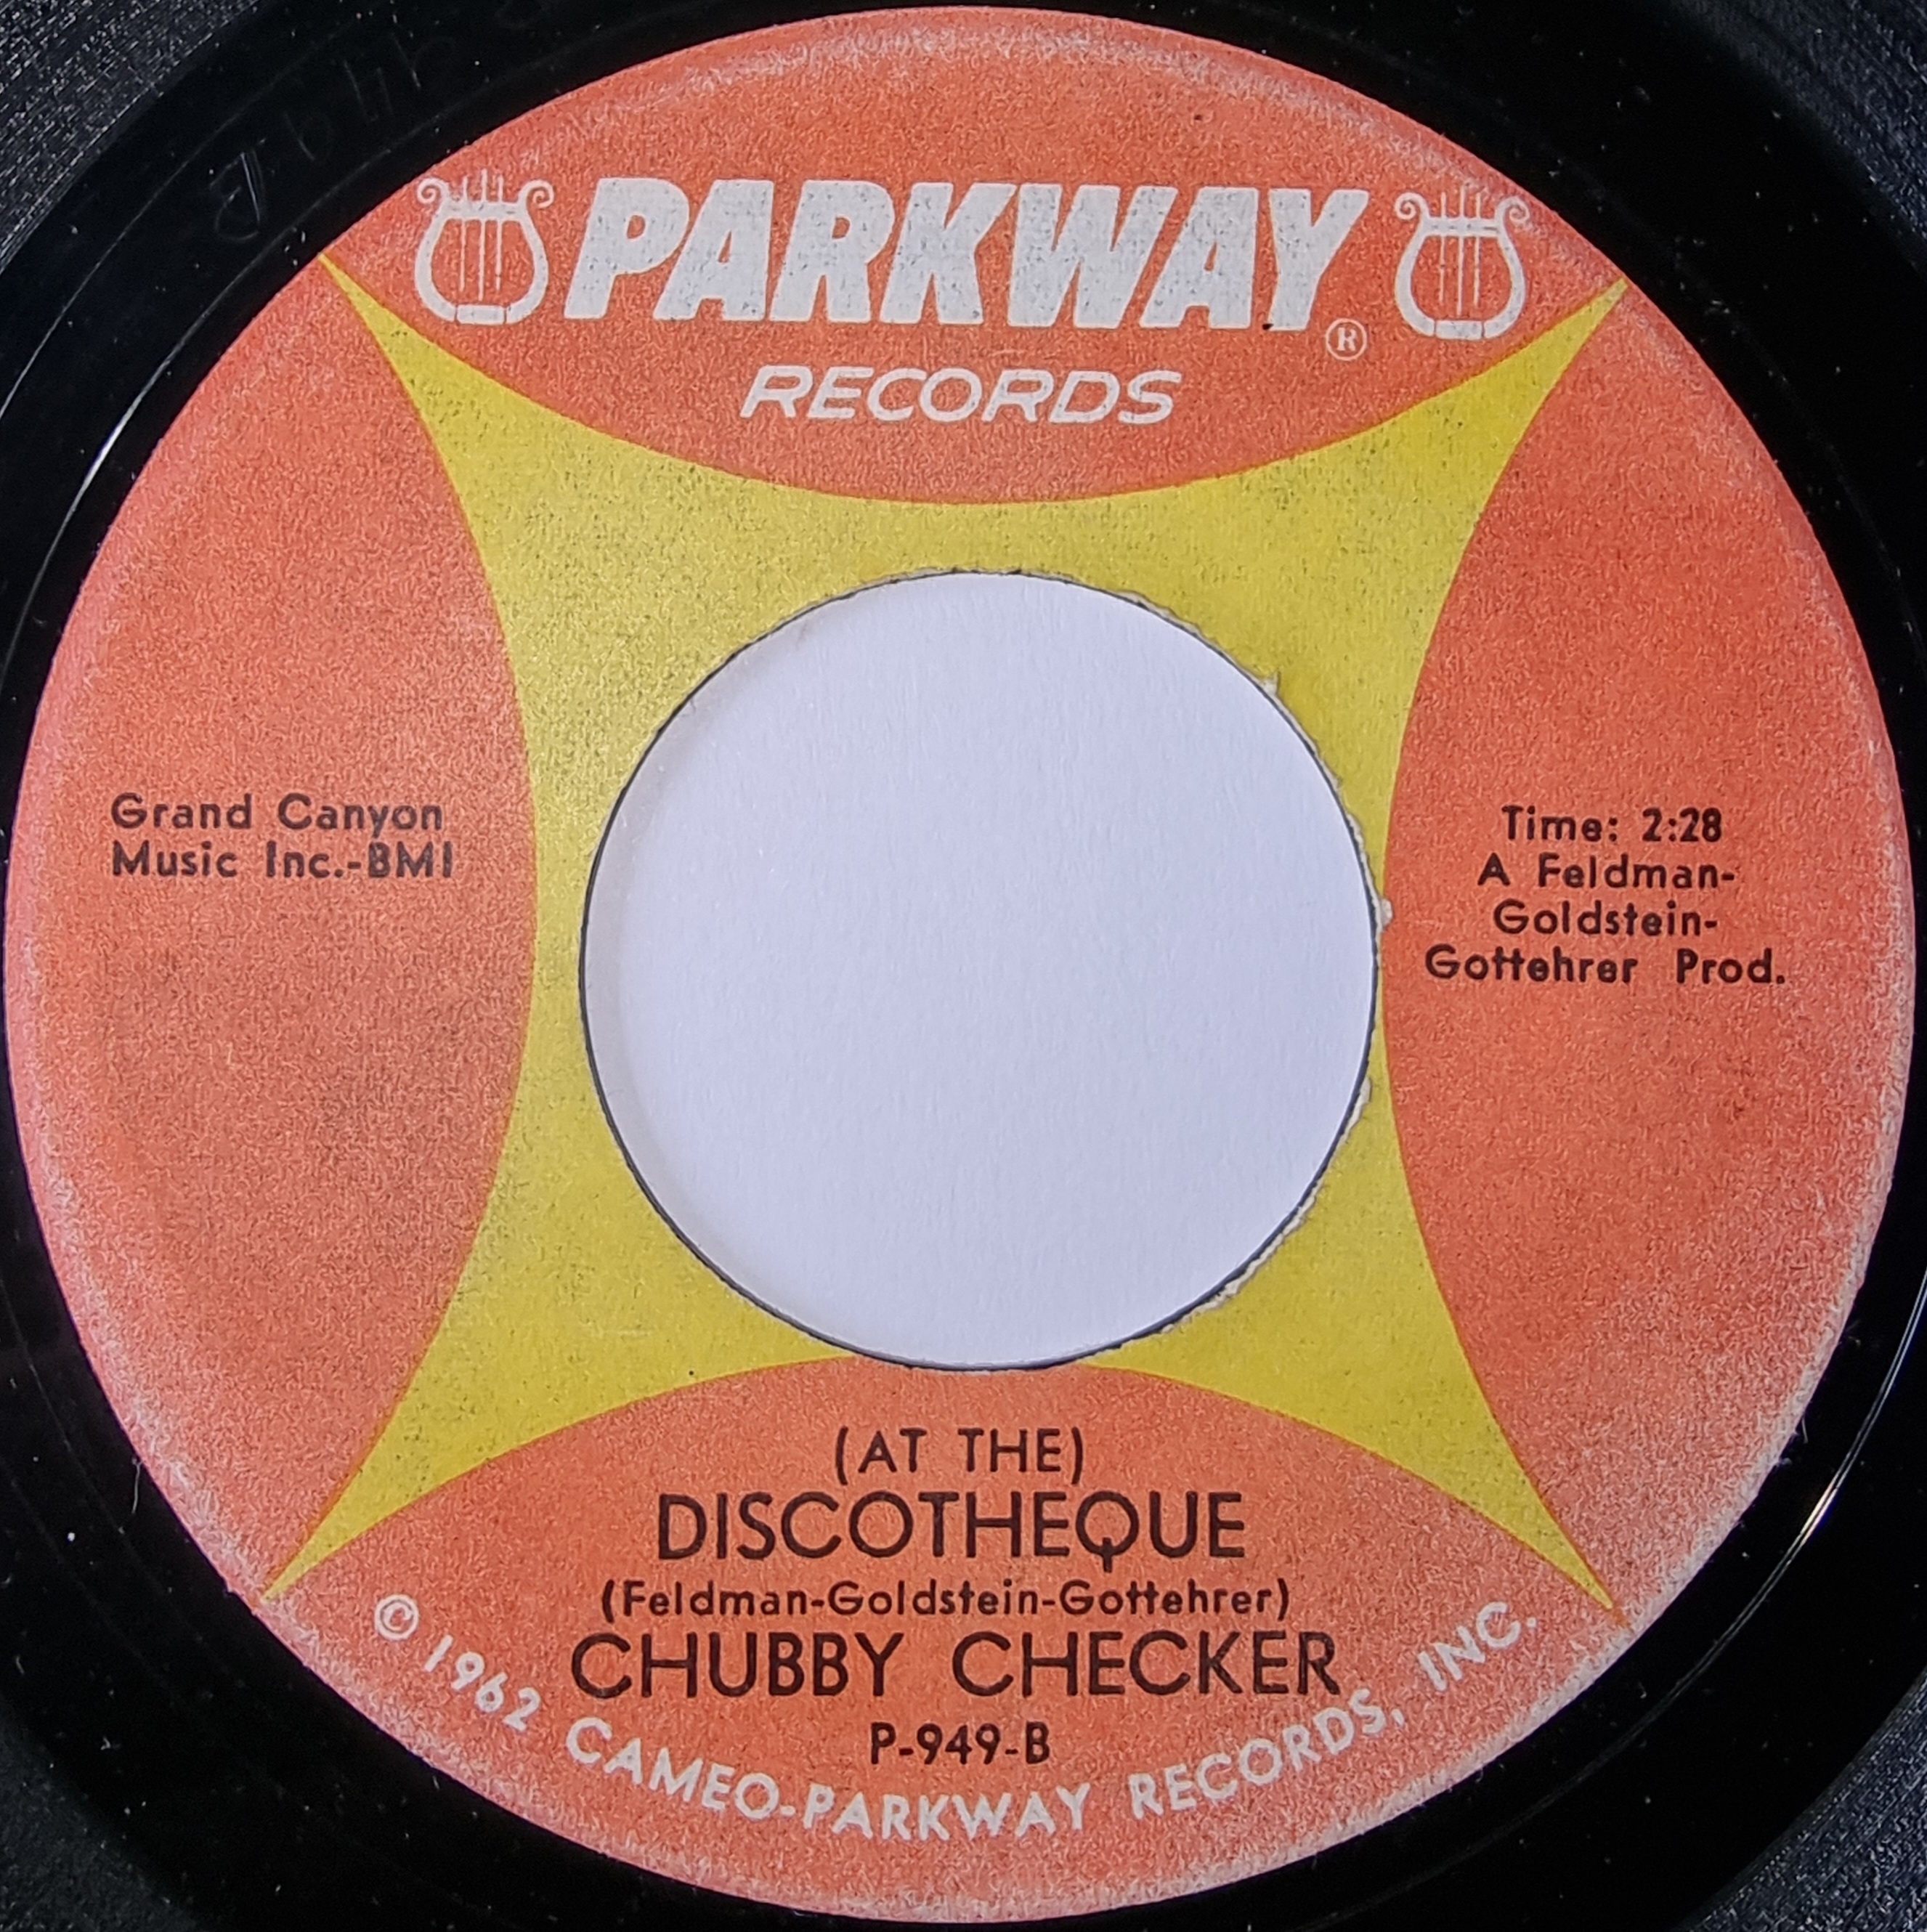 PARKWAY®
RECORDS
Grand Canyon
Music Inc.-BMI
Time: 2:28
A Feldman-
Goldstein-
Gottehrer Prod.
(AT THE)
DISCOTHEQUE
(Feldman-Goldstein-Gottehrer)
CHUBBY CHECKER
P-949-B
© 1962 CAMEO-PARKWAY RECORDS, INC.